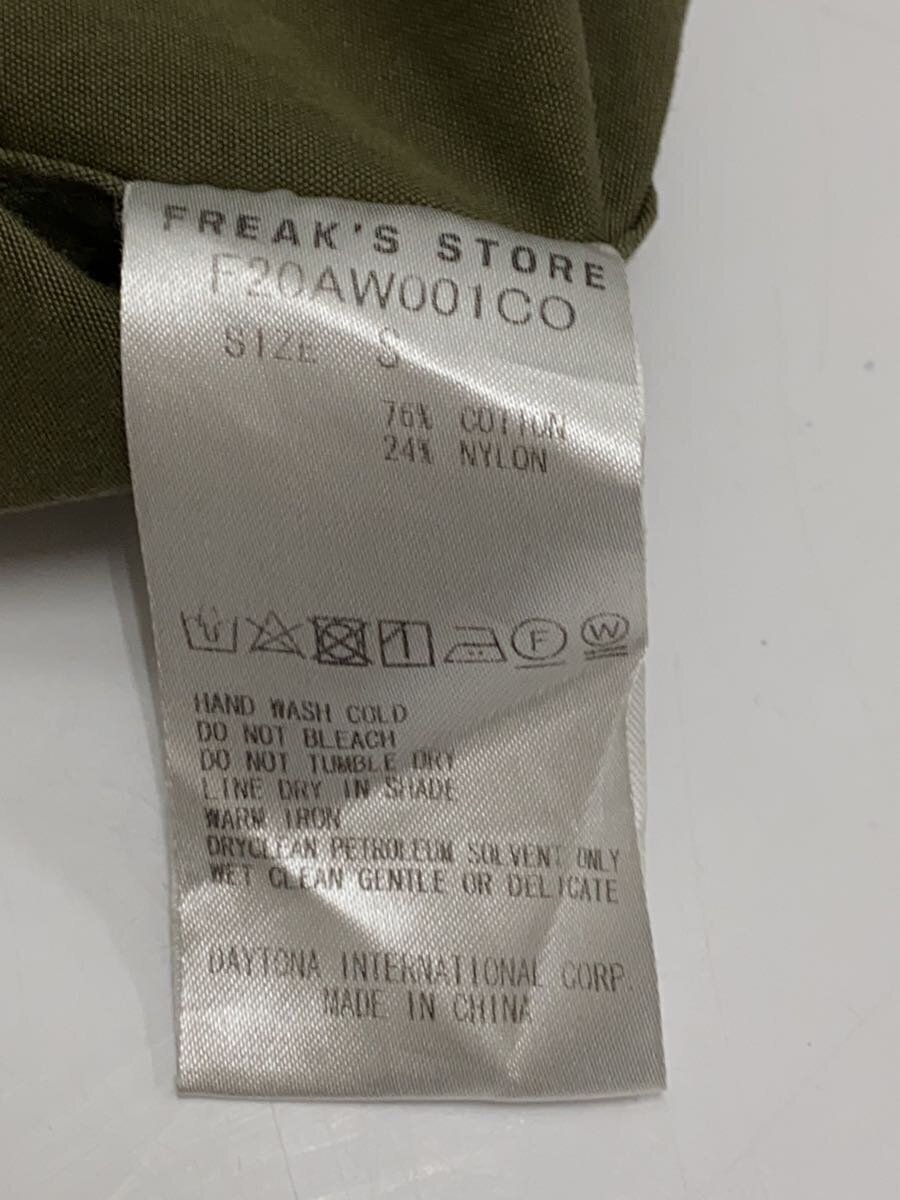 FREAK'S STORE
F20AW001CO
SIZE S
76% COTTON
24% NYLON
F W
HAND WASH COLD
DO NOT BLEACH
DO NOT TUMBLE DRY
LINE DRY IN SHADE
WARM IRON
DRYCLEAN PETROLEUM SOLVENT ONLY
WET CLEAN GENTLE OR DELICATE
DAYTONA INTERNATIONAL CORP.
MADE IN CHINA